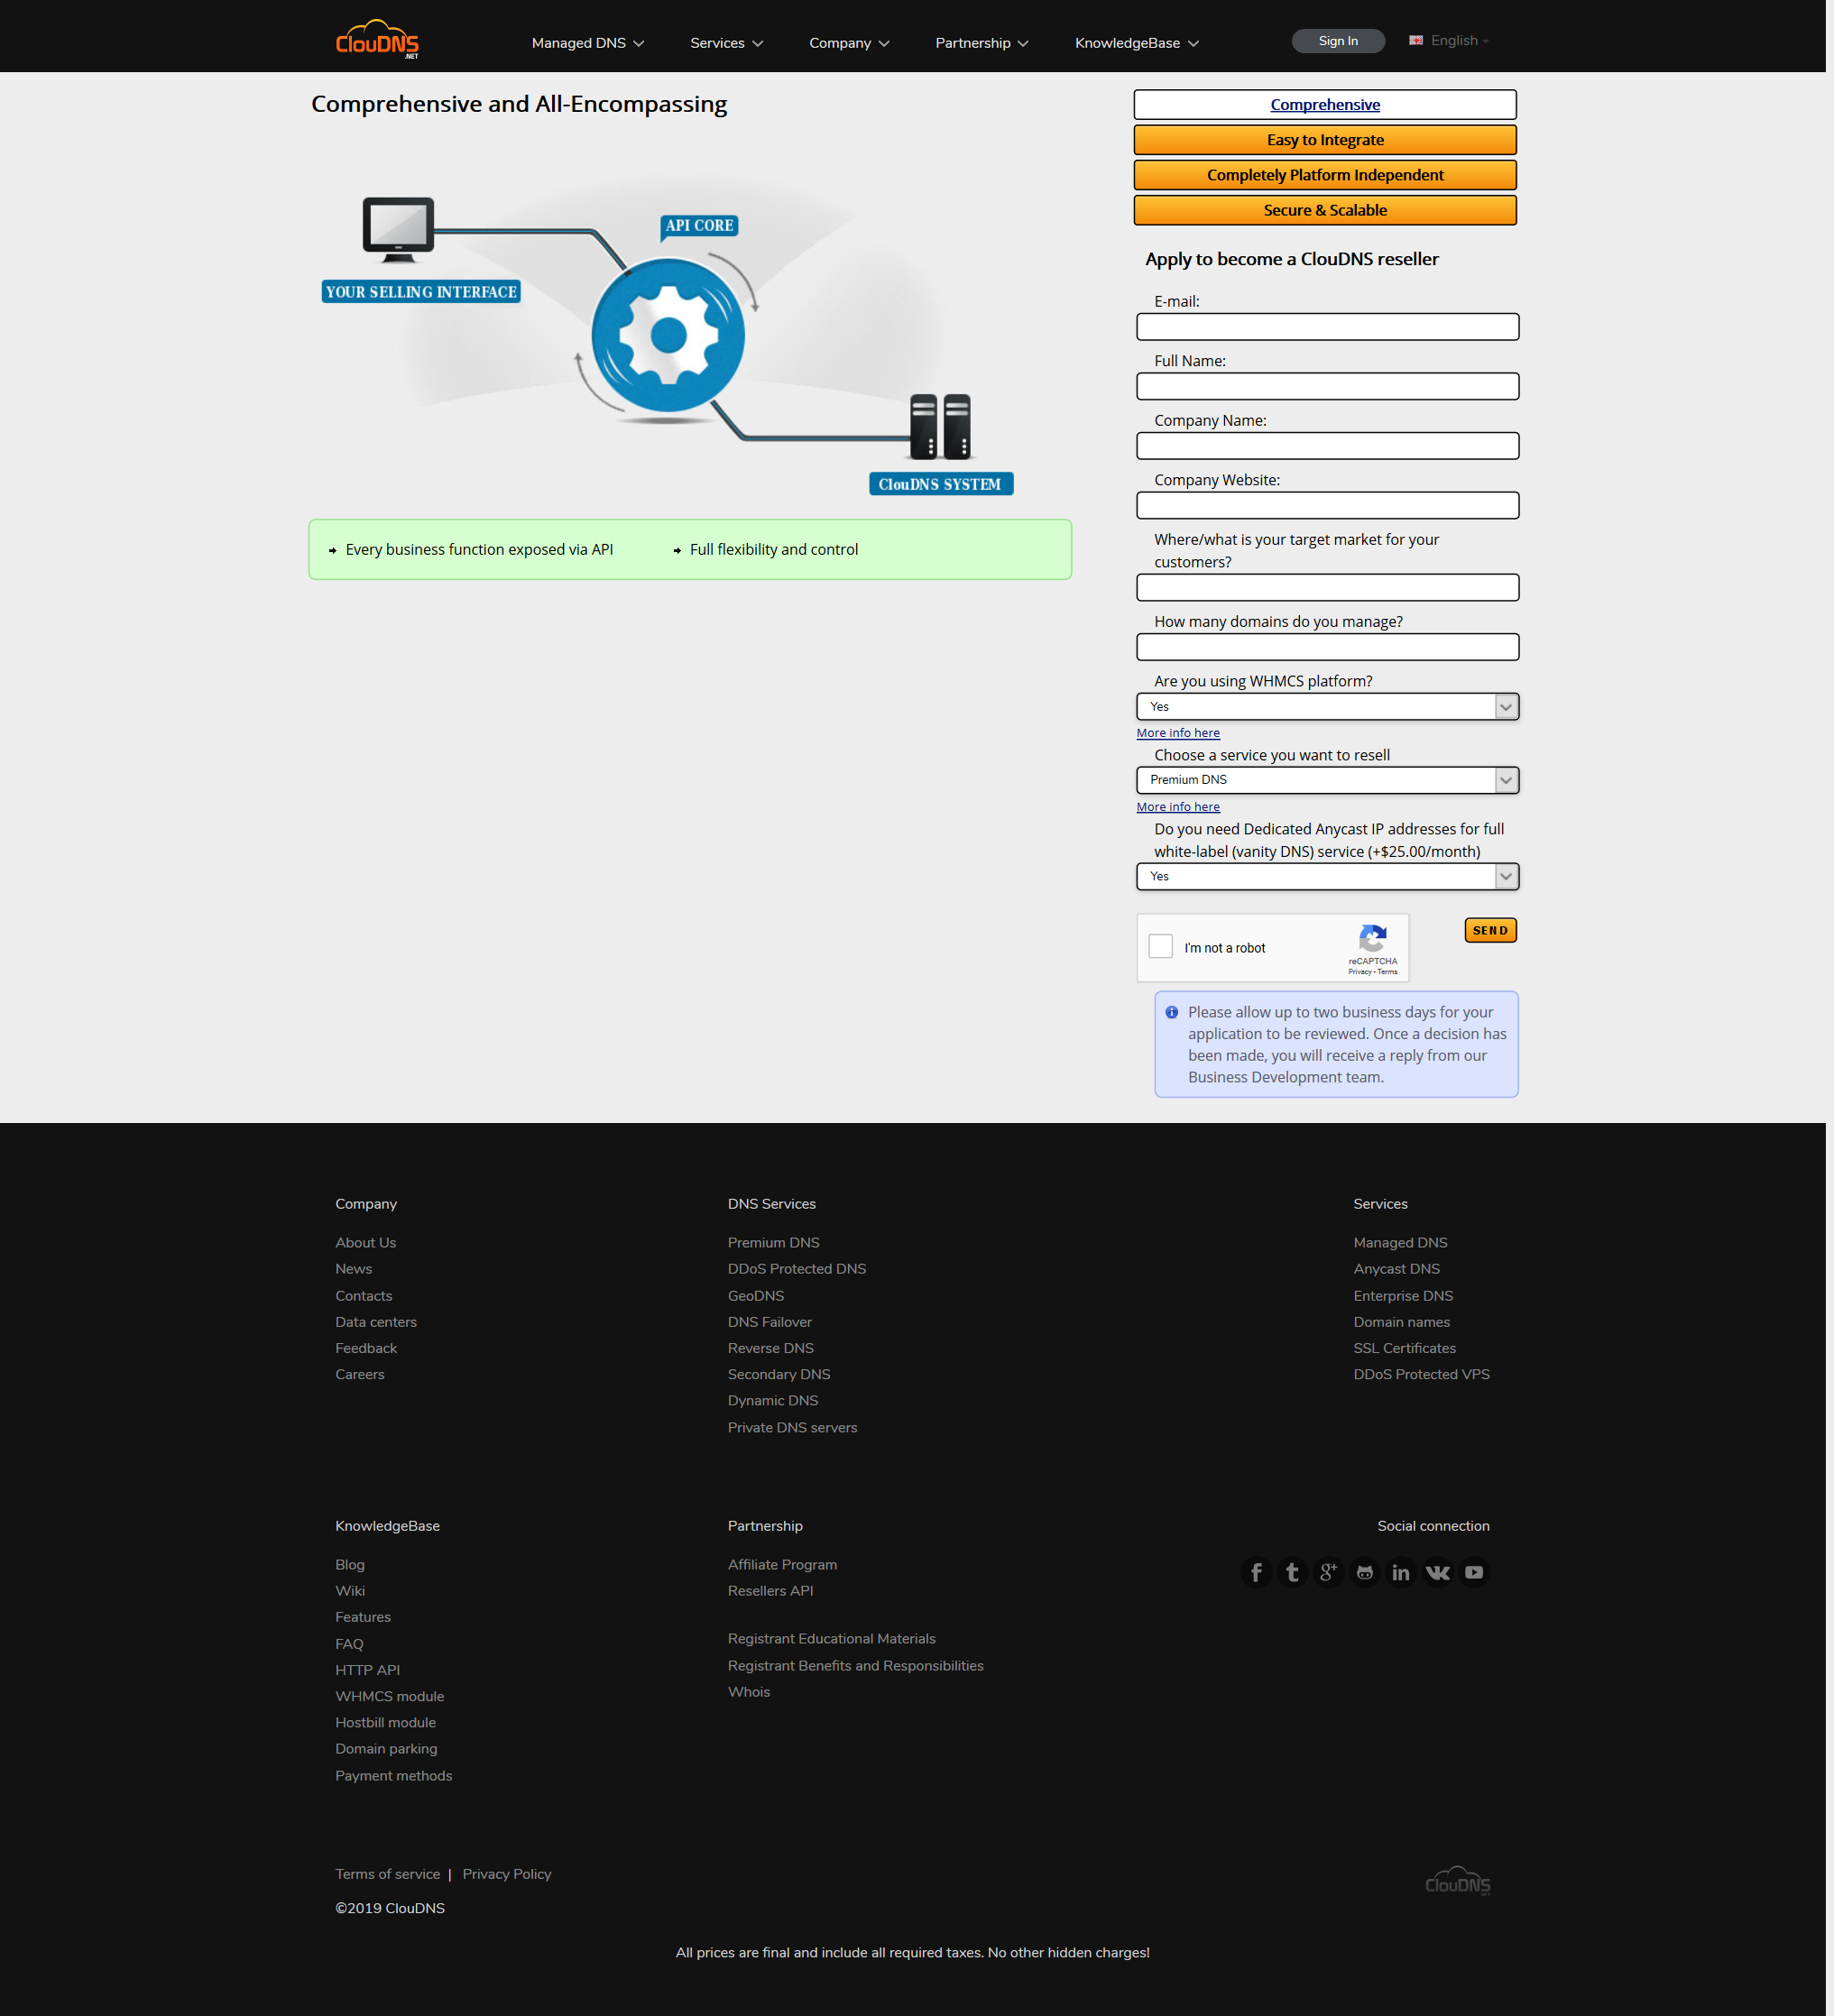 ClouDNS
.NET
Managed DNS
Services
Company
Partnership
KnowledgeBase
Sign In
English
Comprehensive and All-Encompassing
YOUR SELLING INTERFACE
API CORE
ClouDNS SYSTEM
Every business function exposed via API
Full flexibility and control
Comprehensive
Easy to Integrate
Completely Platform Independent
Secure & Scalable
Apply to become a ClouDNS reseller
E-mail:
Full Name:
Company Name:
Company Website:
Where/what is your target market for your
customers?
How many domains do you manage?
Are you using WHMCS platform?
Yes
More info here
Choose a service you want to resell
Premium DNS
More info here
Do you need Dedicated Anycast IP addresses for full
white-label (vanity DNS) service (+$25.00/month)
Yes
I'm not a robot
reCAPTCHA
Privacy - Terms
SEND
Please allow up to two business days for your
application to be reviewed. Once a decision has
been made, you will receive a reply from our
Business Development team.
Company
About Us
News
Contacts
Data centers
Feedback
Careers
DNS Services
Premium DNS
DDoS Protected DNS
GeoDNS
DNS Failover
Reverse DNS
Secondary DNS
Dynamic DNS
Private DNS servers
Services
Managed DNS
Anycast DNS
Enterprise DNS
Domain names
SSL Certificates
DDoS Protected VPS
KnowledgeBase
Blog
Wiki
Features
FAQ
HTTP API
WHMCS module
Hostbill module
Domain parking
Payment methods
Partnership
Affiliate Program
Resellers API
Registrant Educational Materials
Registrant Benefits and Responsibilities
Whois
Social connection
Terms of service | Privacy Policy
©2019 ClouDNS
ClouDNS
.NET
All prices are final and include all required taxes. No other hidden charges!